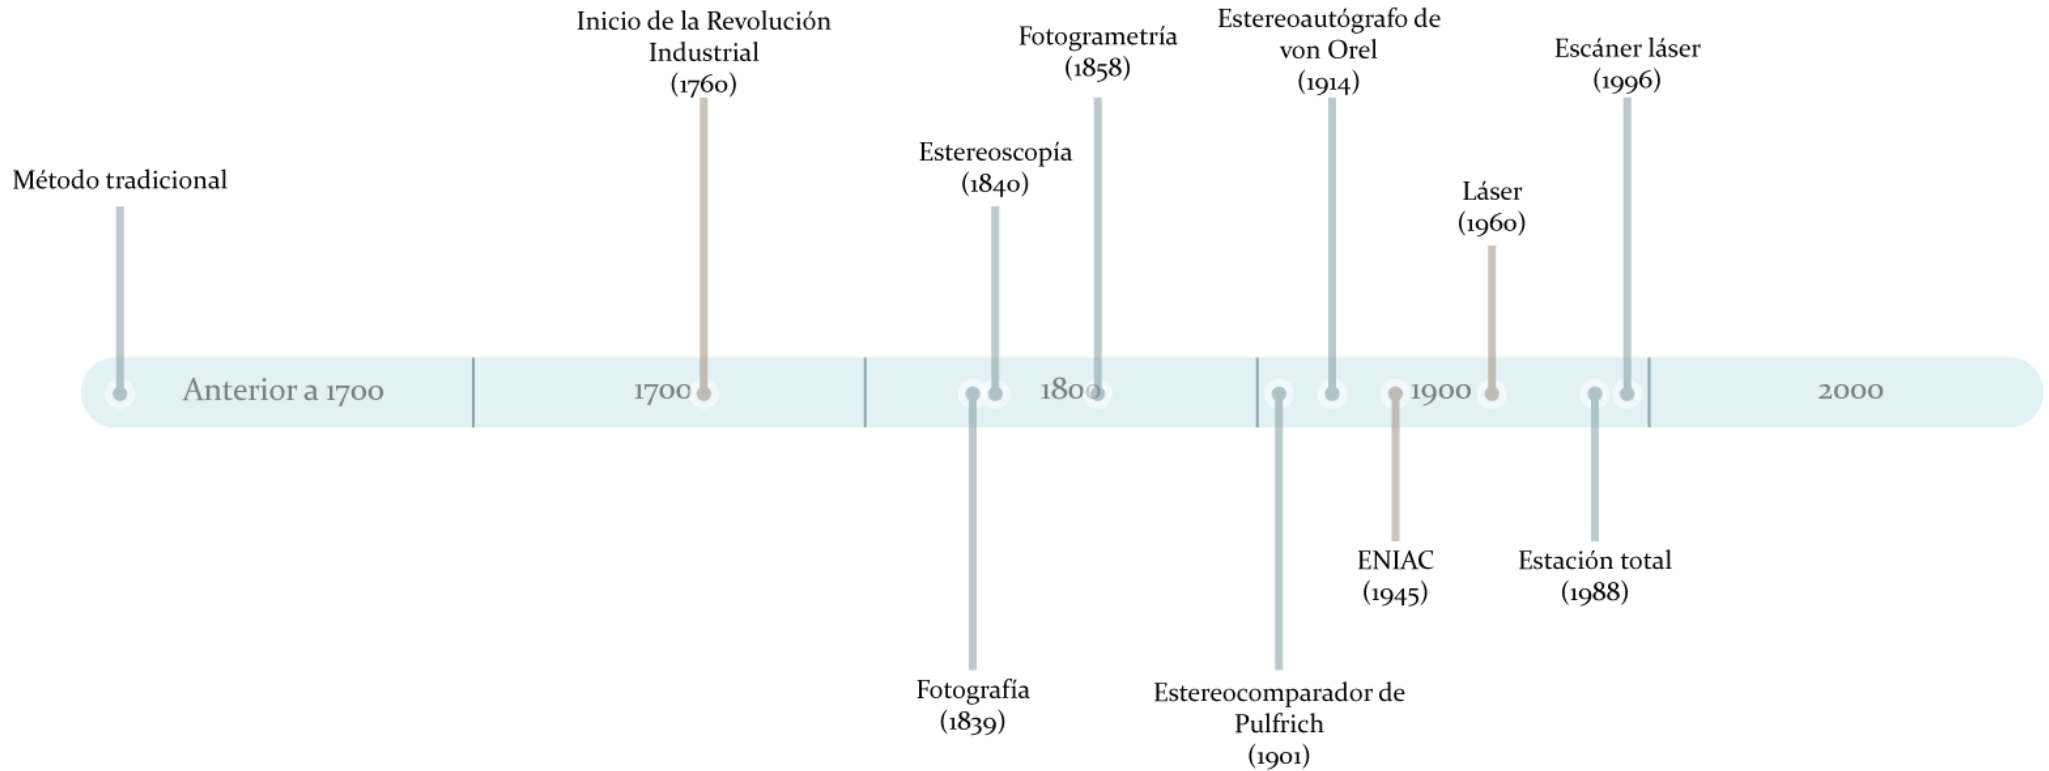 Inicio de la Revolución
Industrial
(1760)
Fotogrametría
(1858)
Estereoautógrafo de
von Orel
(1914)
Escáner láser
(1996)
Estereoscopía
(1840)
Método tradicional
Láser
(1960)
Anterior a 1700
1700
1800
1900
2000
ENIAC
(1945)
Estación total
(1988)
Fotografía
(1839)
Estereocomparador de
Pulfrich
(1901)